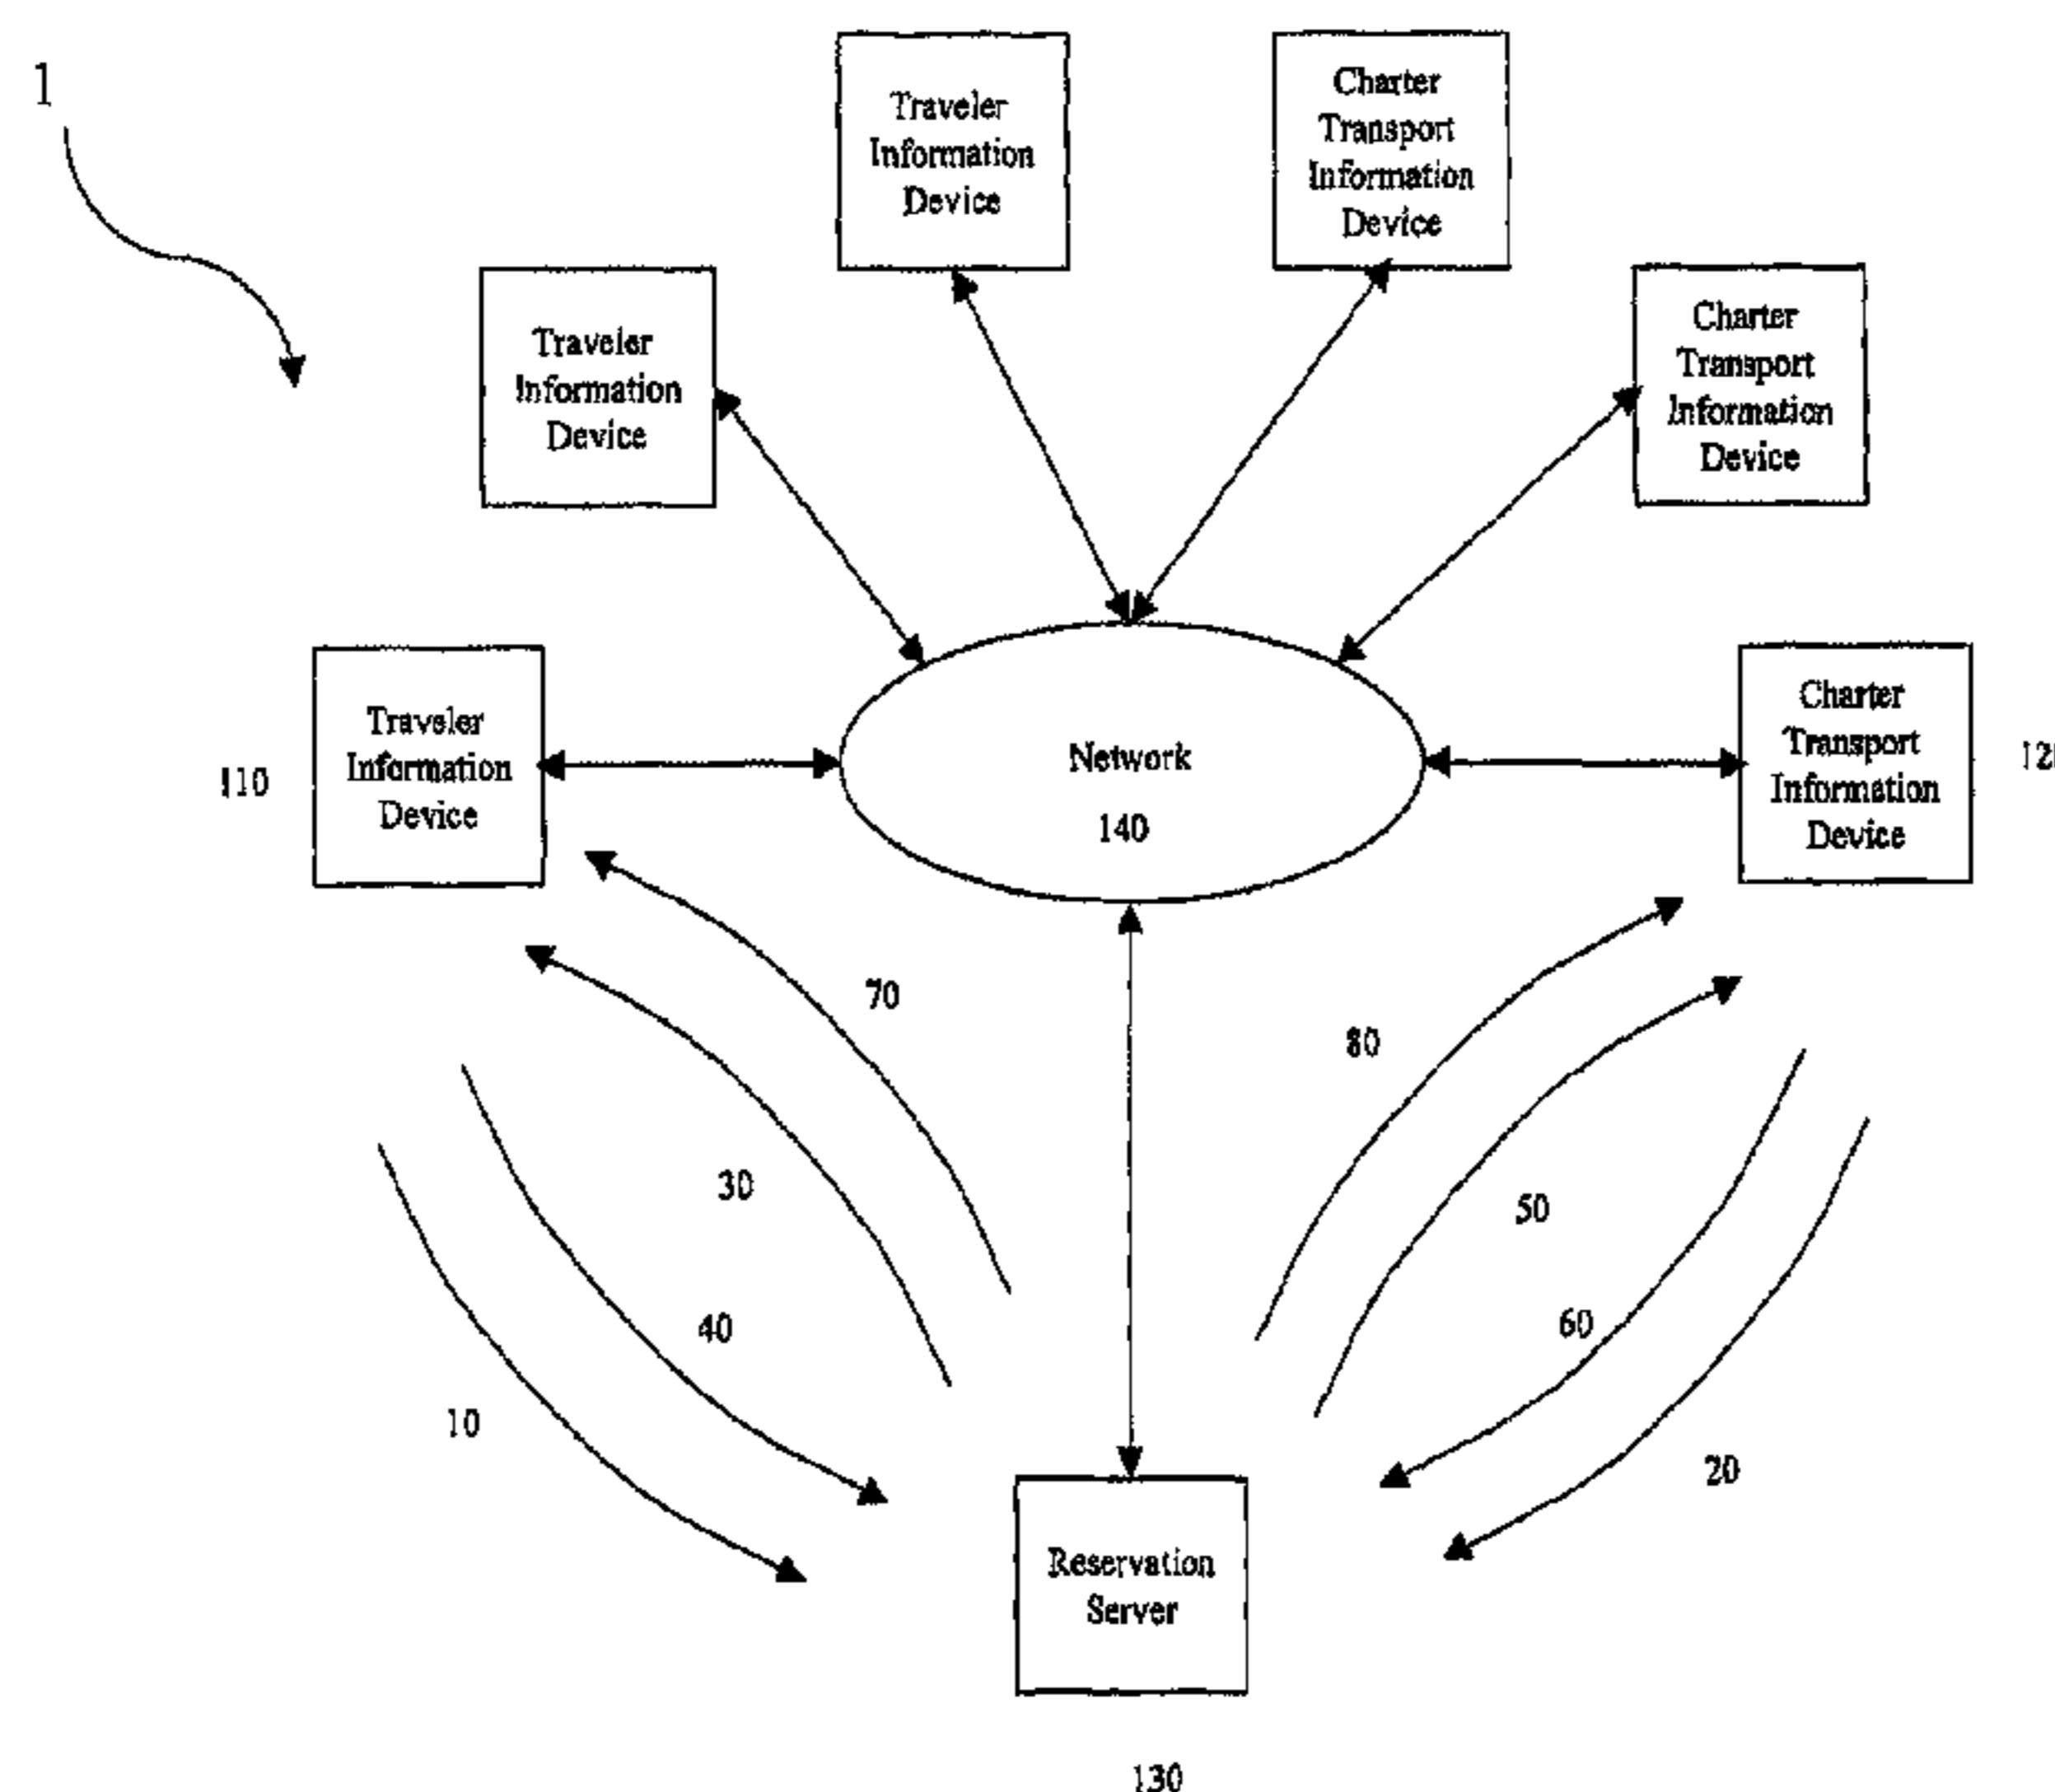 1
Traveler
Information
Device
Charter
Transport
Information
Device
Traveler
Information
Device
Charter
Transport
Information
Device
110
Traveler
Information
Device
Network
140
Charter
Transport
Information
Device
70
80
30
50
40
60
10
20
Reservation
Server
130